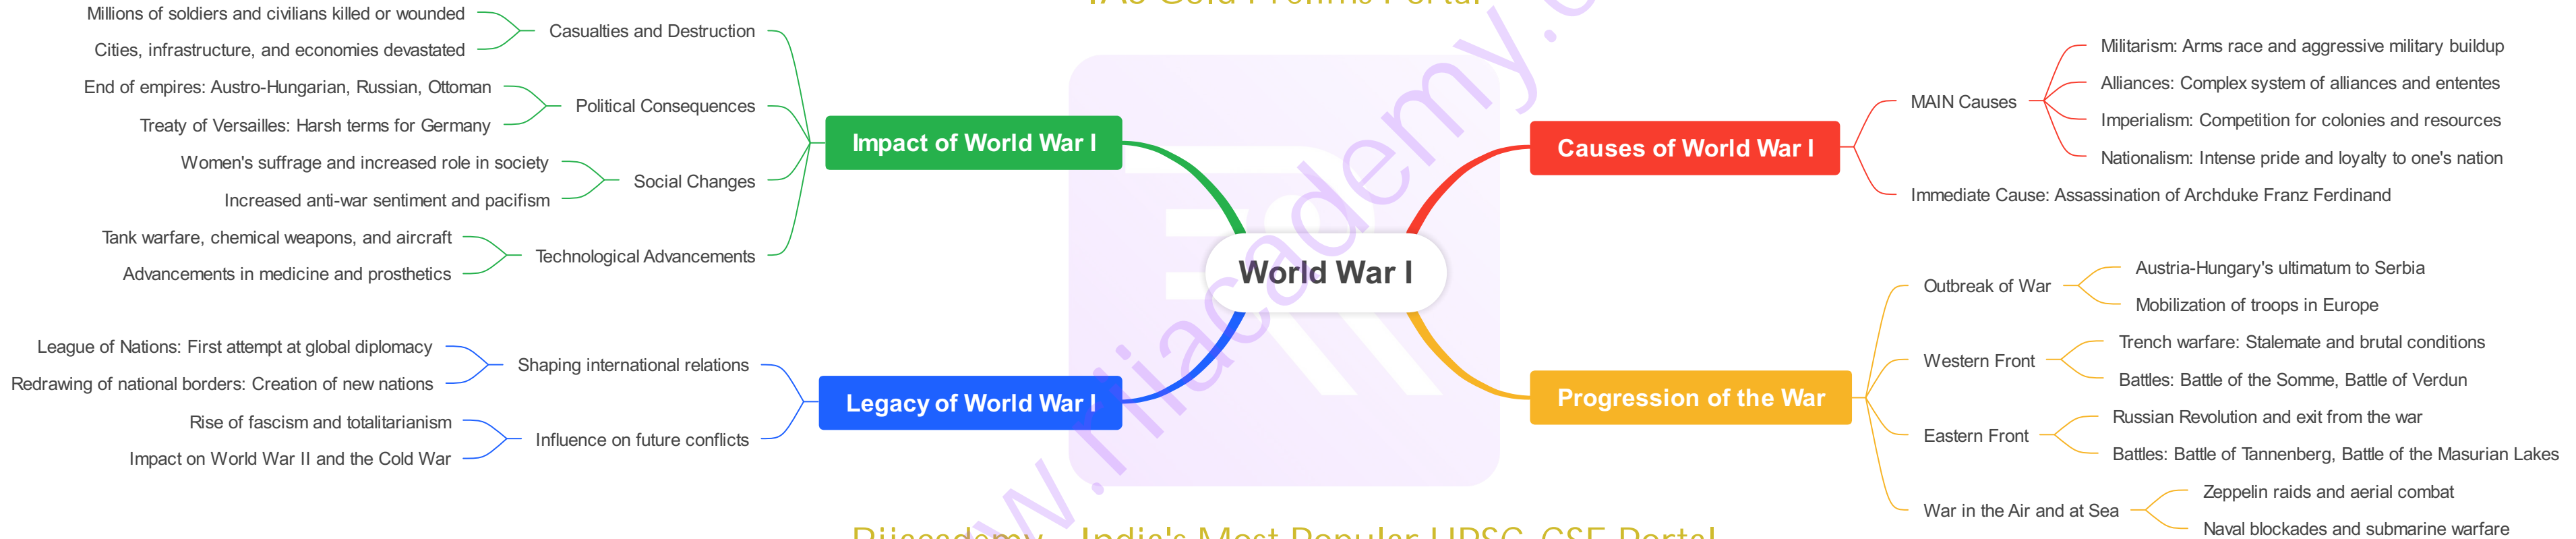 World War I
Causes of World War I
MAIN Causes
Militarism: Arms race and aggressive military buildup
Alliances: Complex system of alliances and ententes
Imperialism: Competition for colonies and resources
Nationalism: Intense pride and loyalty to one's nation
Immediate Cause: Assassination of Archduke Franz Ferdinand
Progression of the War
Outbreak of War
Austria-Hungary's ultimatum to Serbia
Mobilization of troops in Europe
Western Front
Trench warfare: Stalemate and brutal conditions
Battles: Battle of the Somme, Battle of Verdun
Eastern Front
Russian Revolution and exit from the war
Battles: Battle of Tannenberg, Battle of the Masurian Lakes
War in the Air and at Sea
Zeppelin raids and aerial combat
Naval blockades and submarine warfare
Impact of World War I
Casualties and Destruction
Millions of soldiers and civilians killed or wounded
Cities, infrastructure, and economies devastated
Political Consequences
End of empires: Austro-Hungarian, Russian, Ottoman
Treaty of Versailles: Harsh terms for Germany
Social Changes
Women's suffrage and increased role in society
Increased anti-war sentiment and pacifism
Technological Advancements
Tank warfare, chemical weapons, and aircraft
Advancements in medicine and prosthetics
Legacy of World War I
Shaping international relations
League of Nations: First attempt at global diplomacy
Redrawing of national borders: Creation of new nations
Influence on future conflicts
Rise of fascism and totalitarianism
Impact on World War II and the Cold War
India's Most Popular UPSC-CSE Portal